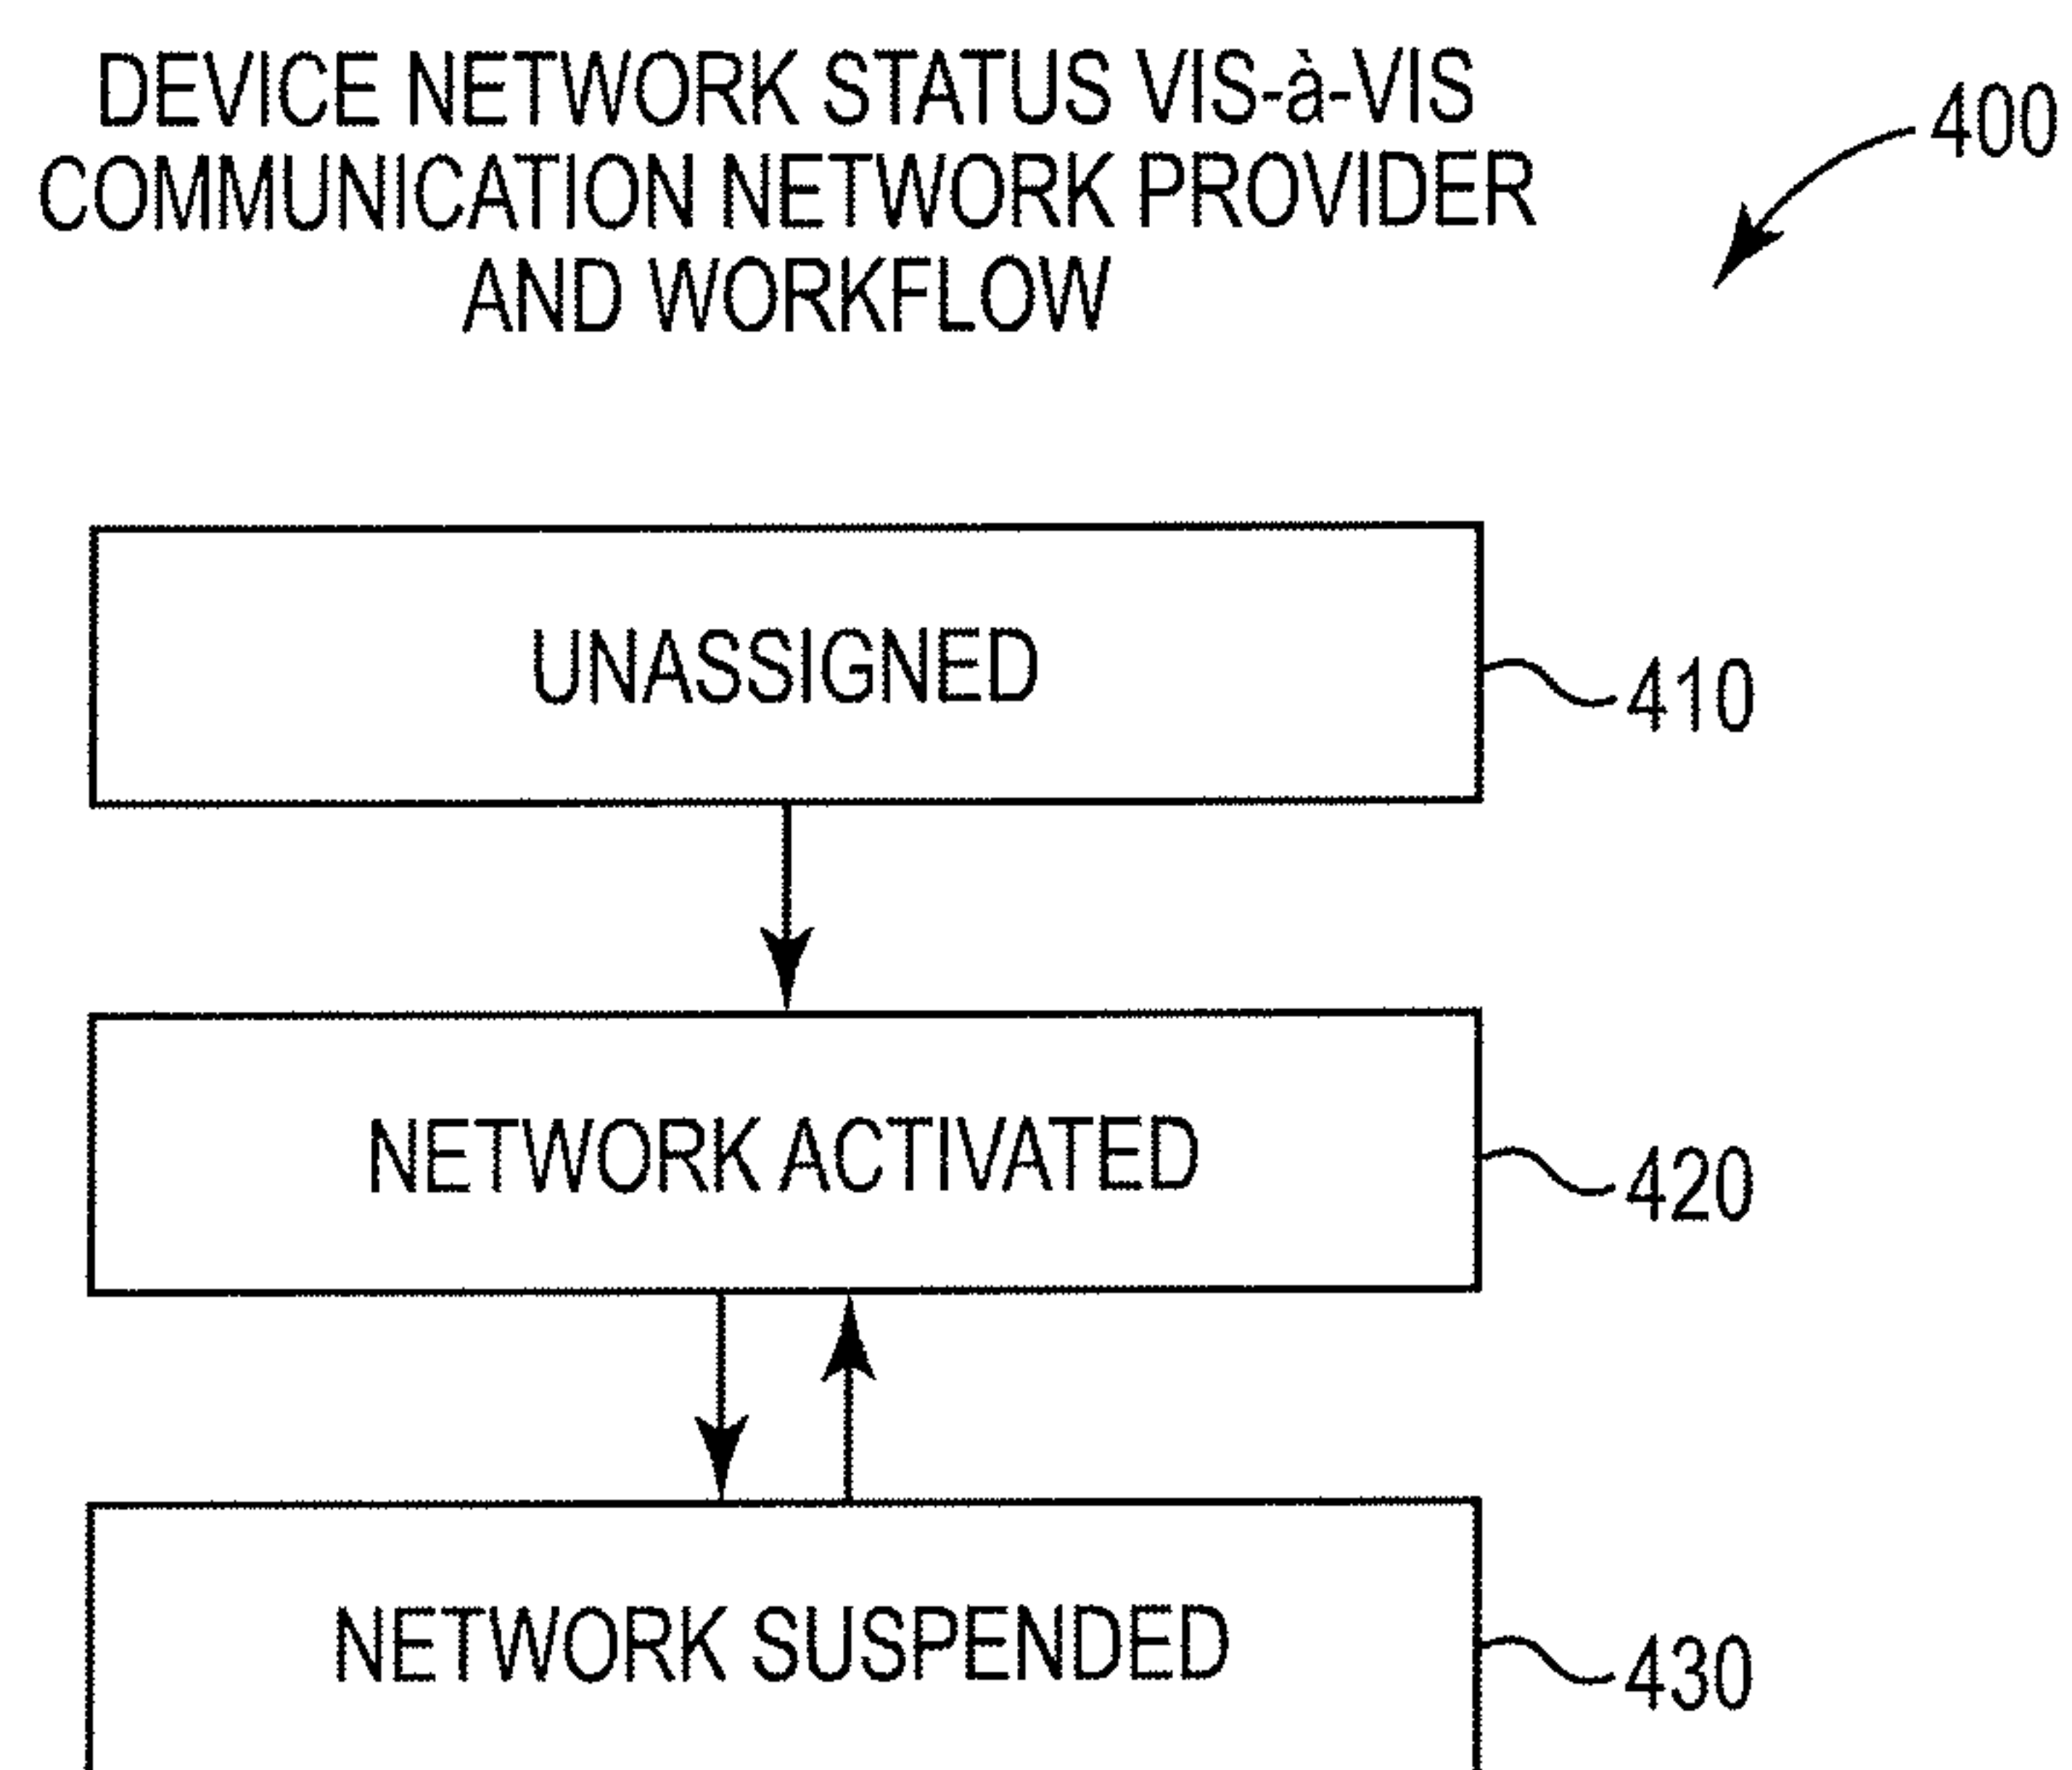 DEVICE NETWORK STATUS VIS-à-VIS
COMMUNICATION NETWORK PROVIDER
AND WORKFLOW
400
UNASSIGNED
410
NETWORK ACTIVATED
420
NETWORK SUSPENDED
430